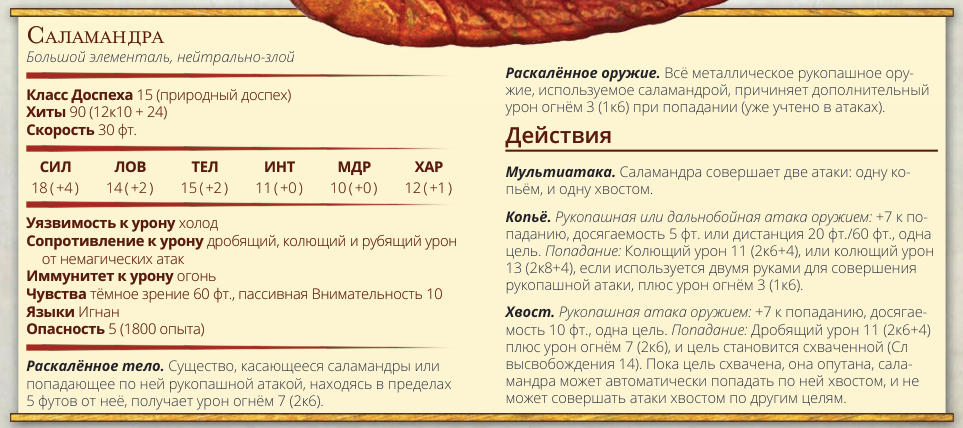 Саламандра
Большой элементаль, нейтрально-злой
Класс Доспеха 15 (природный доспех)
Хиты 90 (12к10 + 24)
Скорость 30 фт.
СИЛ ЛОВ ТЕЛ ИНТ МДР ХАР
18 (+4) 14 (+2) 15 (+2) 11 (+0) 10 (+0) 12 (+1)
Уязвимость к урону холод
Сопротивление к урону дробящий, колющий и рубящий урон
от немагических атак
Иммунитет к урону огонь
Чувства тёмное зрение 60 фт., пассивная Внимательность 10
Языки Игнан
Опасность 5 (1800 опыта)
Раскалённое тело. Существо, касающееся саламандры или
попадающее по ней рукопашной атакой, находясь в пределах
5 футов от неё, получает урон огнём 7 (2к6).
Раскалённое оружие. Всё металлическое рукопашное ору-
жие, используемое саламандрой, причиняет дополнительный
урон огнём 3 (1к6) при попадании (уже учтено в атаках).
Действия
Мультиатака. Саламандра совершает две атаки: одну ко-
пьём, и одну хвостом.
Копьё. Рукопашная или дальнобойная атака оружием: +7 к по-
паданию, досягаемость 5 фт. или дистанция 20 фт./60 фт., одна
цель. Попадание: Колющий урон 11 (2к6+4), или колющий урон
13 (2к8+4), если используется двумя руками для совершения
рукопашной атаки, плюс урон огнём 3 (1к6).
Хвост. Рукопашная атака оружием: +7 к попаданию, досягае-
мость 10 фт., одна цель. Попадание: Дробящий урон 11 (2к6+4)
плюс урон огнём 7 (2к6), и цель становится схваченной (Сл
высвобождения 14). Пока цель схвачена, она опутана, сала-
мандра может автоматически попадать по ней хвостом, и не
может совершать атаки хвостом по другим целям.